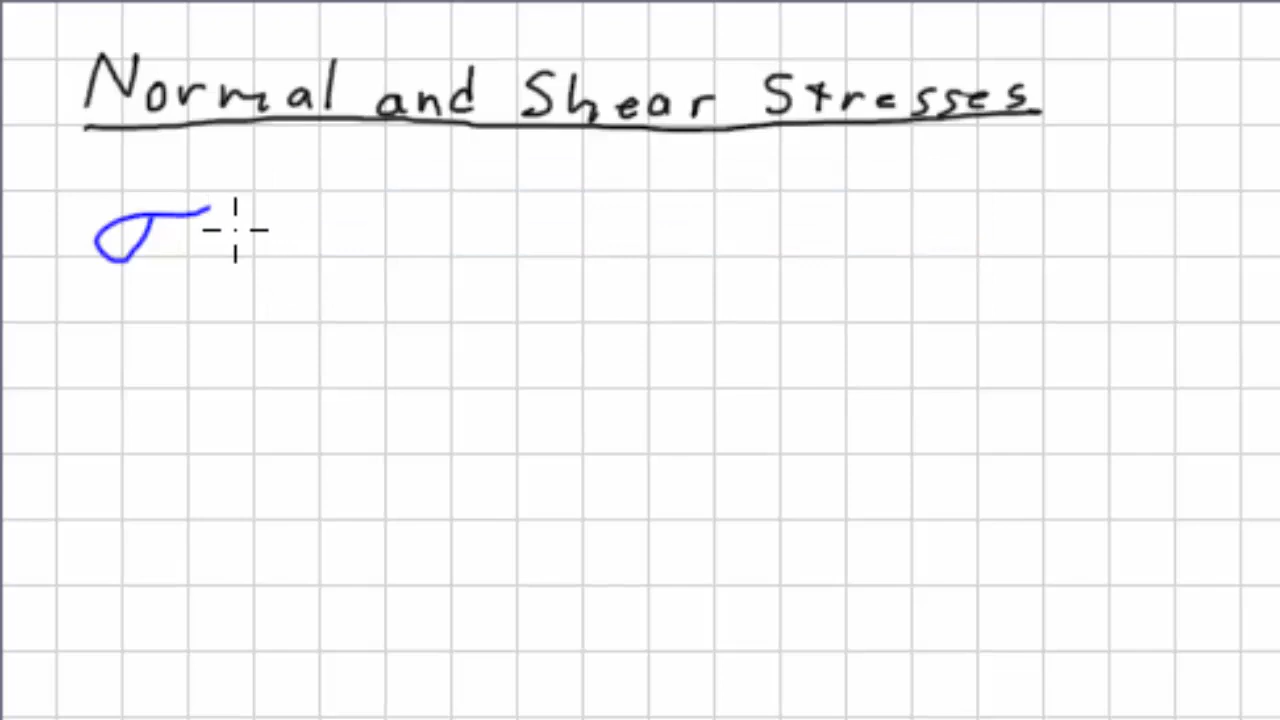 Normal and Shear Stresses
σ